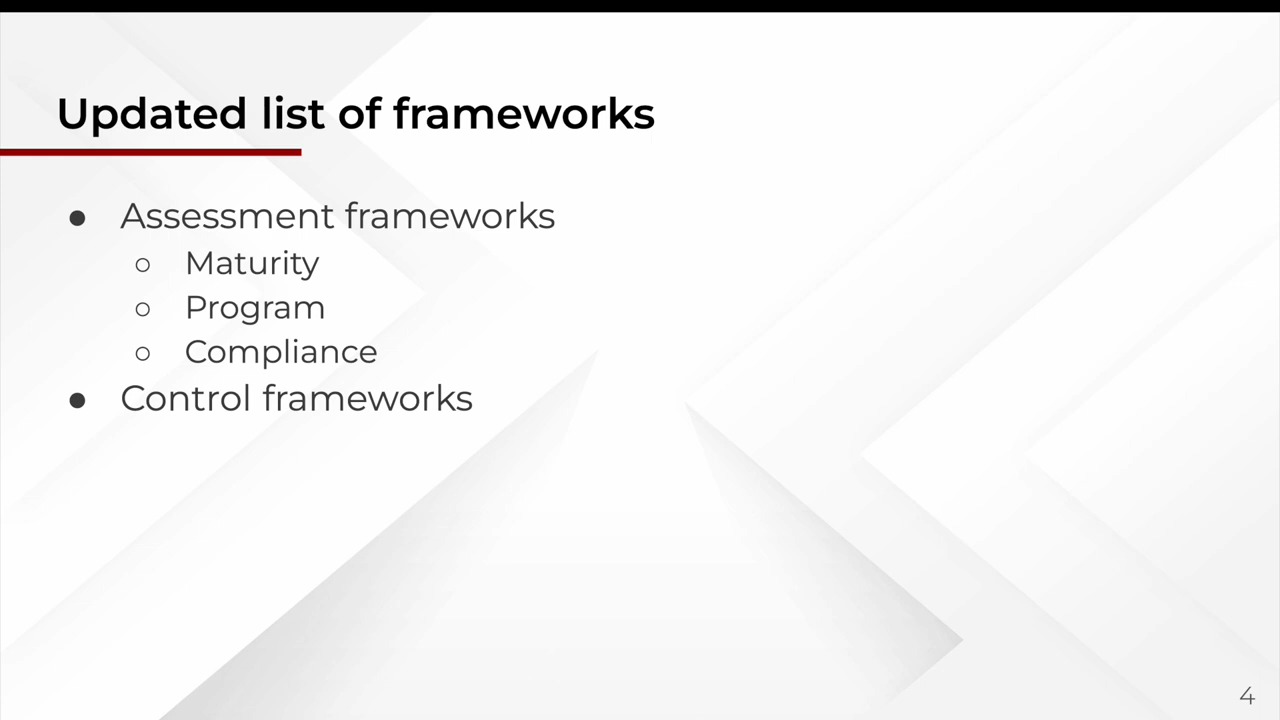 Updated list of frameworks
● Assessment frameworks
○ Maturity
○ Program
○ Compliance
● Control frameworks
4